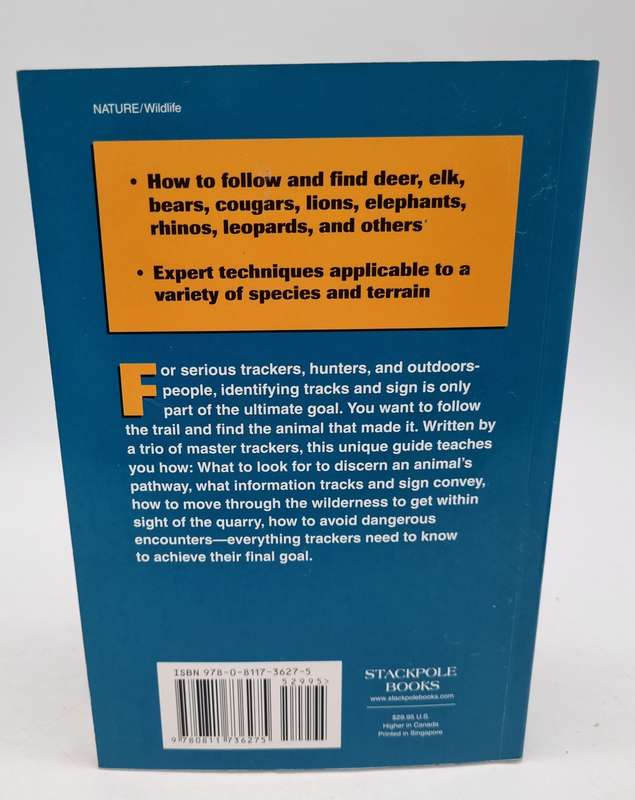 NATURE/Wildlife
• How to follow and find deer, elk,
bears, cougars, lions, elephants,
rhinos, leopards, and others
• Expert techniques applicable to a
variety of species and terrain
For serious trackers, hunters, and outdoors-
people, identifying tracks and sign is only
part of the ultimate goal. You want to follow
the trail and find the animal that made it. Written by
a trio of master trackers, this unique guide teaches
you how: What to look for to discern an animal's
pathway, what information tracks and sign convey,
how to move through the wilderness to get within
sight of the quarry, how to avoid dangerous
encounters—everything trackers need to know
to achieve their final goal.
ISBN 978-0-8117-3627-5
52995>
9 780811 736275
STACKPOLE
BOOKS
www.stackpolebooks.com
$29.95 U.S.
Higher in Canada
Printed in Singapore